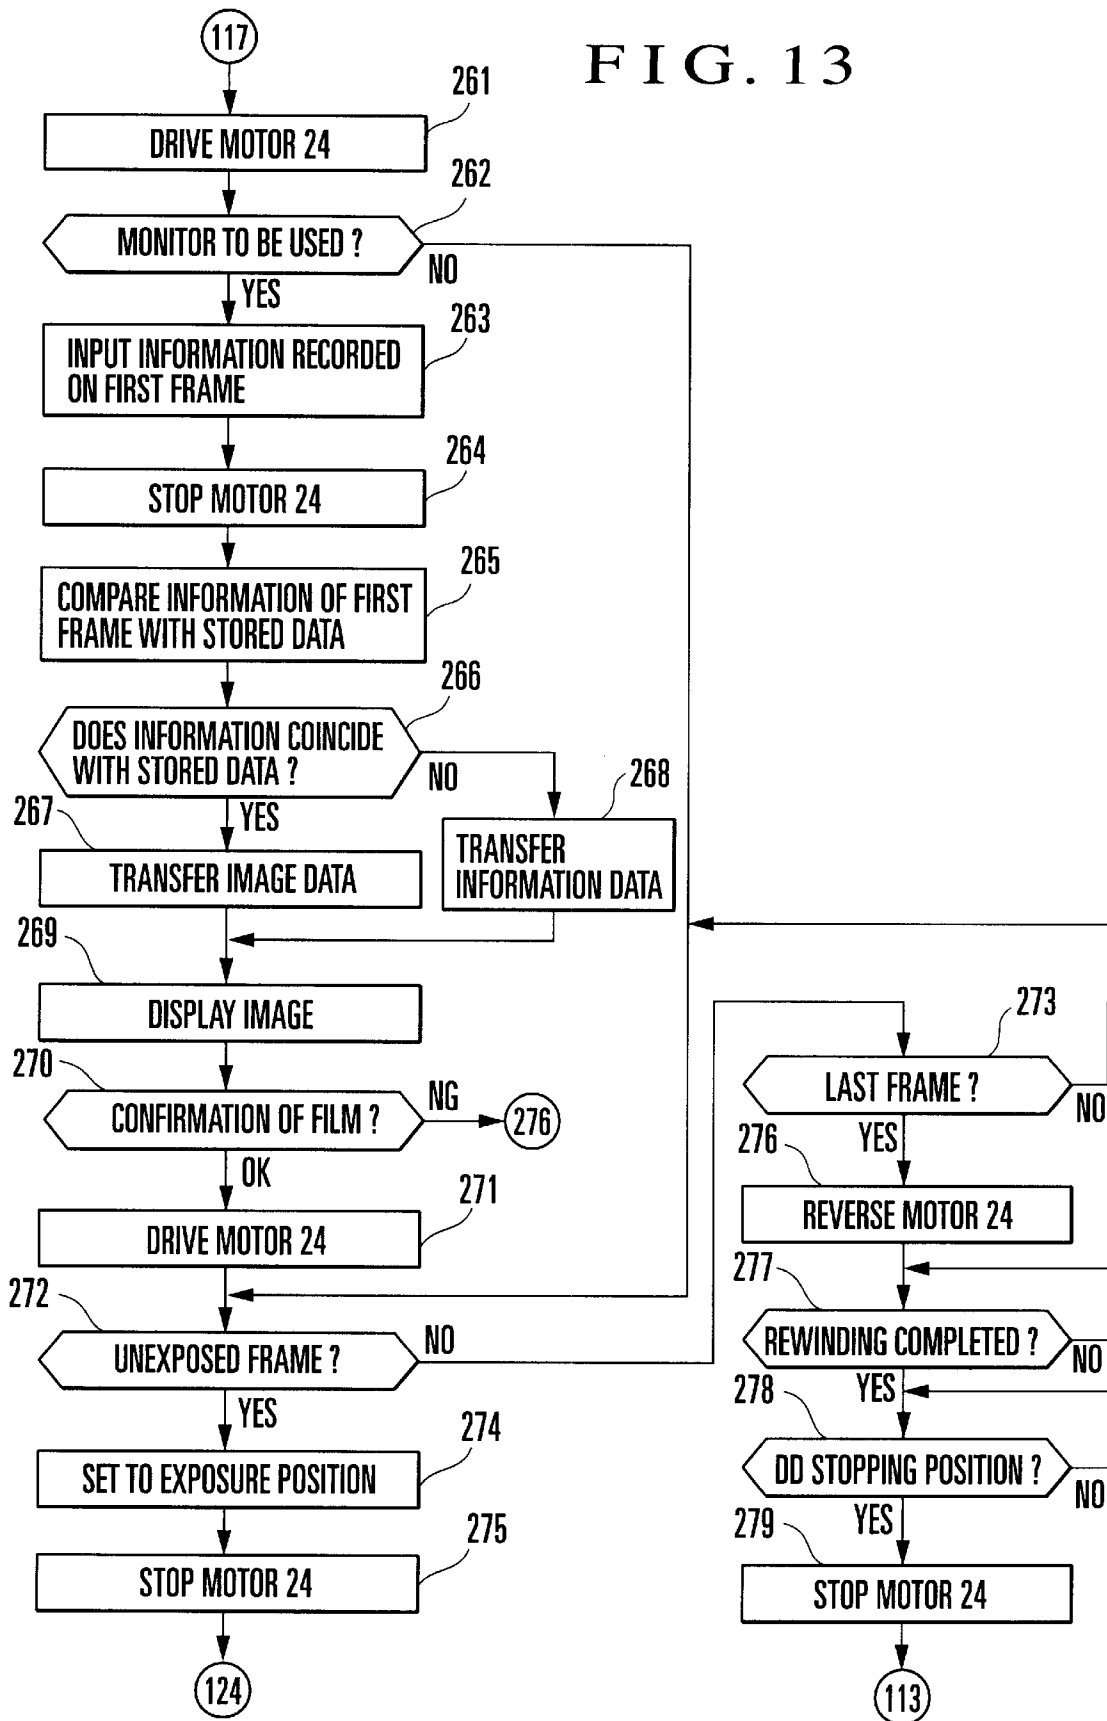 117
FIG. 13
261
DRIVE MOTOR 24
262
MONITOR TO BE USED ?
NO
YES
263
INPUT INFORMATION RECORDED
ON FIRST FRAME
264
STOP MOTOR 24
265
COMPARE INFORMATION OF FIRST
FRAME WITH STORED DATA
266
DOES INFORMATION COINCIDE
WITH STORED DATA ?
NO
YES
267
TRANSFER IMAGE DATA
268
TRANSFER
INFORMATION DATA
269
DISPLAY IMAGE
270
CONFIRMATION OF FILM ?
NG
276
OK
271
DRIVE MOTOR 24
272
UNEXPOSED FRAME ?
NO
YES
274
SET TO EXPOSURE POSITION
275
STOP MOTOR 24
124
273
LAST FRAME ?
NO
YES
276
REVERSE MOTOR 24
277
REWINDING COMPLETED ?
NO
YES
278
DD STOPPING POSITION ?
NO
YES
279
STOP MOTOR 24
113